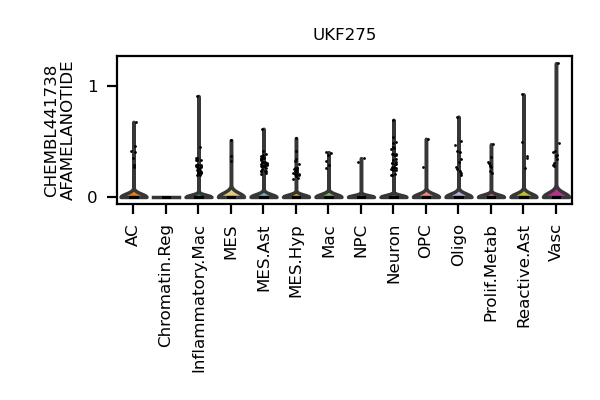 UKF275
CHEMBL441738
AFAMELANOTIDE
1
0
AC
Chromatin.Reg
Inflammatory.Mac
MES
MES.Ast
MES.Hyp
Mac
NPC
Neuron
OPC
Oligo
Prolif.Metab
Reactive.Ast
Vasc